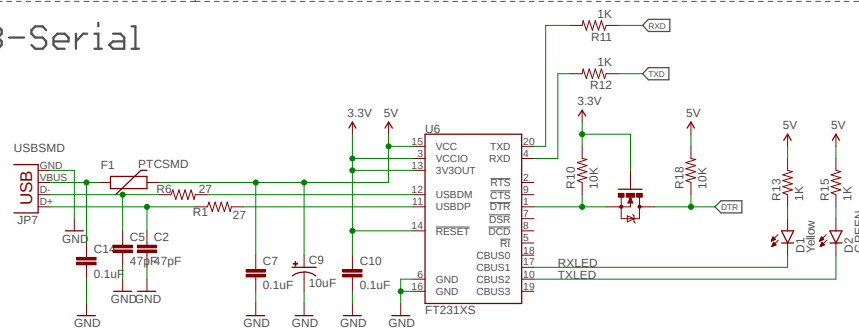 -Serial
1K
RXD
R11
1K
TXD
R12
3.3V
3.3V 5V
5V
5V
5V
U6
USBSMD
15 VCC TXD 20
3 VCCIO RXD 4
13 3V3OUT
GND
VBUS
D-
D+
USB
JP7
F1 PTCSMD
R6 27
R1 27
12 USBDM RTS 2
11 USBDP CTS 9
DTR 1
DSR 7
14 RESET DCD 8
RI 5
CBUS0 18
CBUS1 17 RXLED
6 GND CBUS2 10 TXLED
16 GND CBUS3 19
FT231XS
R10
10K
R18
10K
DTR
R13
1K
R15
1K
D1
Yellow
D2
GREEN
GND
C14
0.1uF
C5
47pF
C2
47pF
C7
0.1uF
C9
10uF
C10
0.1uF
GND
GND
GND
GND
GND
GND
GND